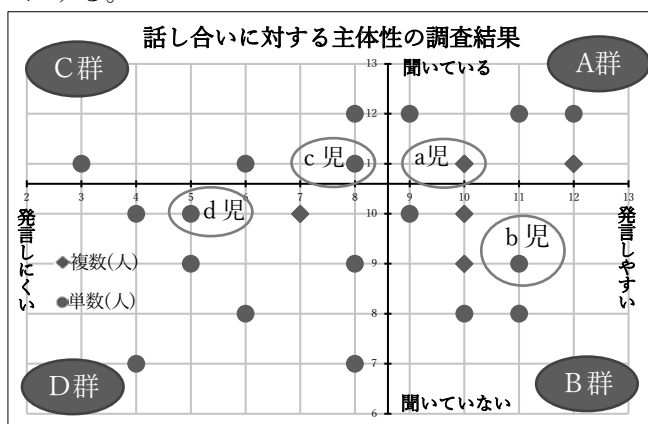 話し合いに対する主体性の調査結果
C群
A群
聞いている
13
12
11
c児
a児
2 3 4 5 6 7 8 9 10 11 12 13
発言しにくい
発言しやすい
d児
10
b児
◆複数(人)
9
●単数(人)
8
7
D群
B群
聞いていない
6